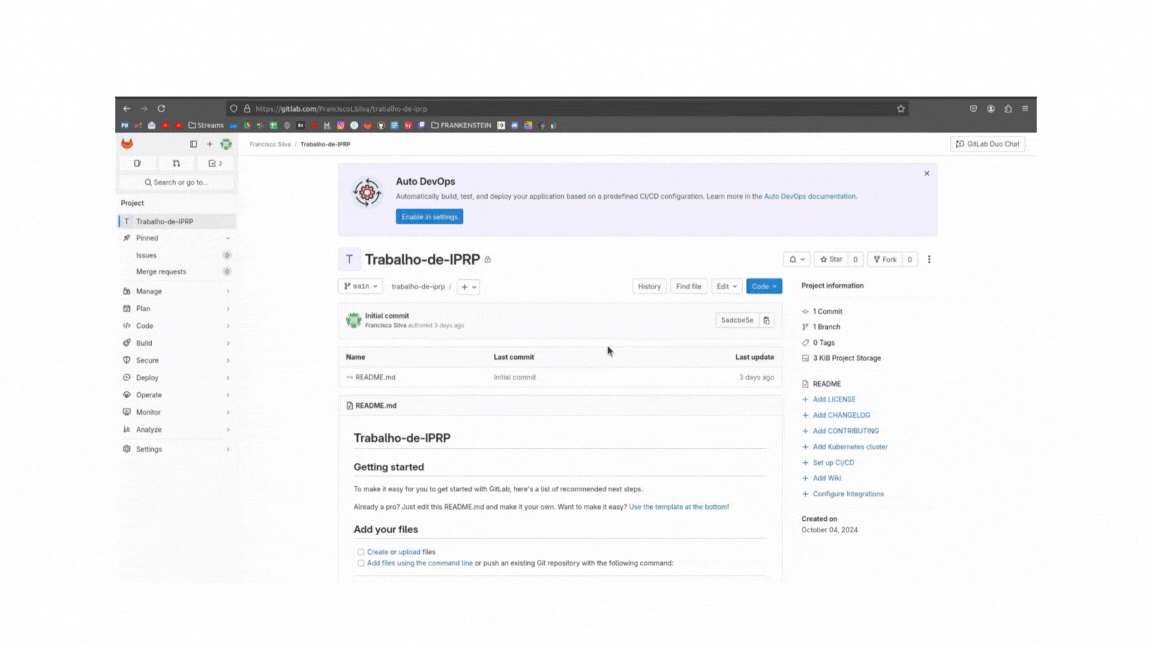 https://gitlab.com/FranciscoLSilva/trabalho-de-iprp
Streams
FRANKENSTEIN
Francisco Silva / Trabalho-de-IPRP
GitLab Duo Chat
2
Search or go to...
Project
T Trabalho-de-IPRP
Pinned
Issues 0
Merge requests 0
Manage
Plan
Code
Build
Secure
Deploy
Operate
Monitor
Analyze
Settings
Auto DevOps
Automatically build, test, and deploy your application based on a predefined CI/CD configuration. Learn more in the Auto DevOps documentation.
Enable in settings
T Trabalho-de-IPRP
Star 0 Fork 0
main trabalho-de-iprp / +
History Find file Edit Code
Initial commit
Francisco Silva authored 3 days ago
5adcbe5e
Name Last commit Last update
README.md Initial commit 3 days ago
README.md
Trabalho-de-IPRP
Getting started
To make it easy for you to get started with GitLab, here's a list of recommended next steps.
Already a pro? Just edit this README.md and make it your own. Want to make it easy? Use the template at the bottom!
Add your files
Create or upload files
Add files using the command line or push an existing Git repository with the following command:
Project information
1 Commit
1 Branch
0 Tags
3 KiB Project Storage
README
+ Add LICENSE
+ Add CHANGELOG
+ Add CONTRIBUTING
+ Add Kubernetes cluster
+ Set up CI/CD
+ Add Wiki
+ Configure Integrations
Created on
October 04, 2024